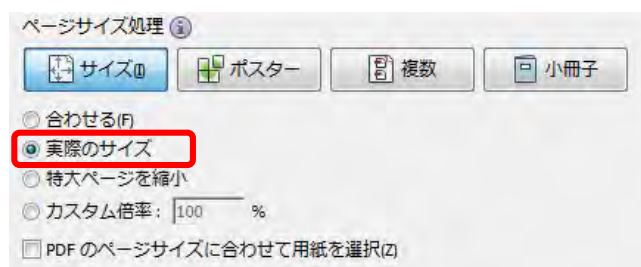 ページサイズ処理
サイズ(I) ポスター 複数 小冊子
合わせる(F)
実際のサイズ
特大ページを縮小
カスタム倍率: 100 %
PDF のページサイズに合わせて用紙を選択(Z)